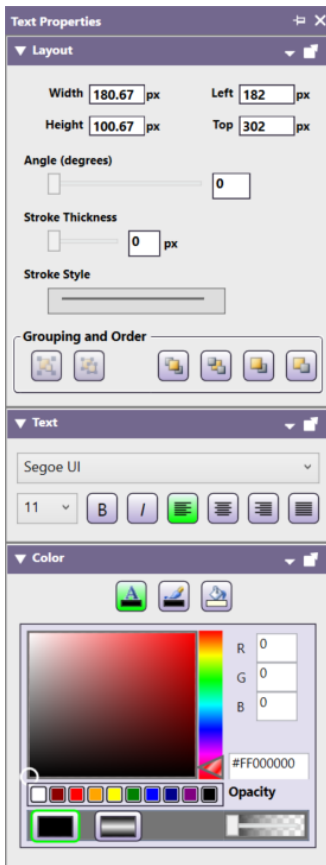 Text Properties
Layout
Width 180.67 px Left 182 px
Height 100.67 px Top 302 px
Angle (degrees)
0
Stroke Thickness
0 px
Stroke Style
Grouping and Order
Text
Segoe UI
11 B I
Color
A
R 0
G 0
B 0
#FF000000
Opacity